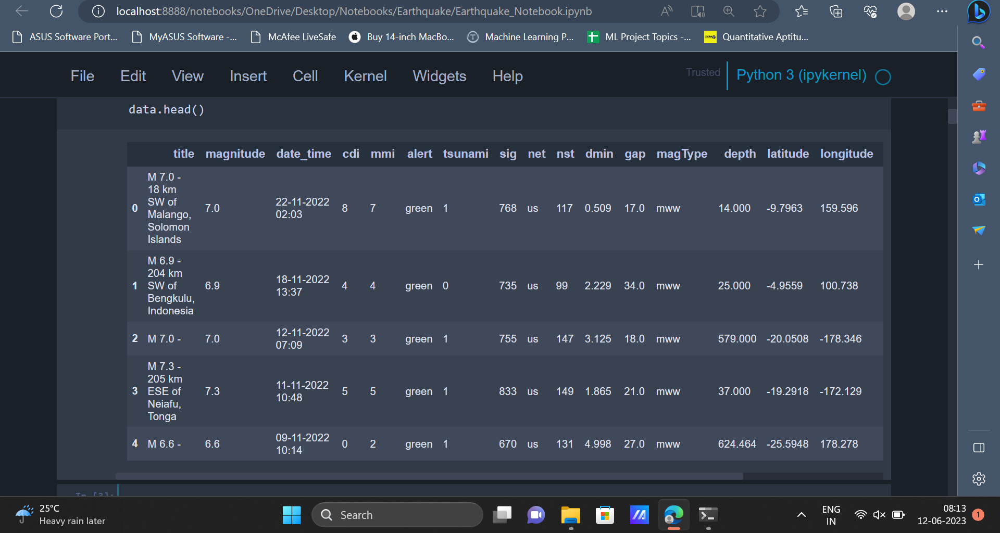 localhost:8888/notebooks/OneDrive/Desktop/Notebooks/Earthquake/Earthquake_Notebook.ipynb
ASUS Software Port... MyASUS Software -... McAfee LiveSafe Buy 14-inch MacBo... Machine Learning P... ML Project Topics -... Quantitative Aptitu...
File Edit View Insert Cell Kernel Widgets Help Trusted Python 3 (ipykernel)
data.head()
title magnitude date_time cdi mmi alert tsunami sig net nst dmin gap magType depth latitude longitude
M 7.0 -
18 km
SW of
0 Malango, 7.0 22-11-2022 02:03 8 7 green 1 768 us 117 0.509 17.0 mww 14.000 -9.7963 159.596
Solomon
Islands
M 6.9 -
204 km
1 SW of 6.9 18-11-2022 13:37 4 4 green 0 735 us 99 2.229 34.0 mww 25.000 -4.9559 100.738
Bengkulu,
Indonesia
2 M 7.0 - 7.0 12-11-2022 07:09 3 3 green 1 755 us 147 3.125 18.0 mww 579.000 -20.0508 -178.346
M 7.3 -
205 km
3 ESE of 7.3 11-11-2022 10:48 5 5 green 1 833 us 149 1.865 21.0 mww 37.000 -19.2918 -172.129
Neiafu,
Tonga
4 M 6.6 - 6.6 09-11-2022 10:14 0 2 green 1 670 us 131 4.998 27.0 mww 624.464 -25.5948 178.278
In [3]:
25°C
Heavy rain later
Search
ENG
IN
08:13
12-06-2023
1